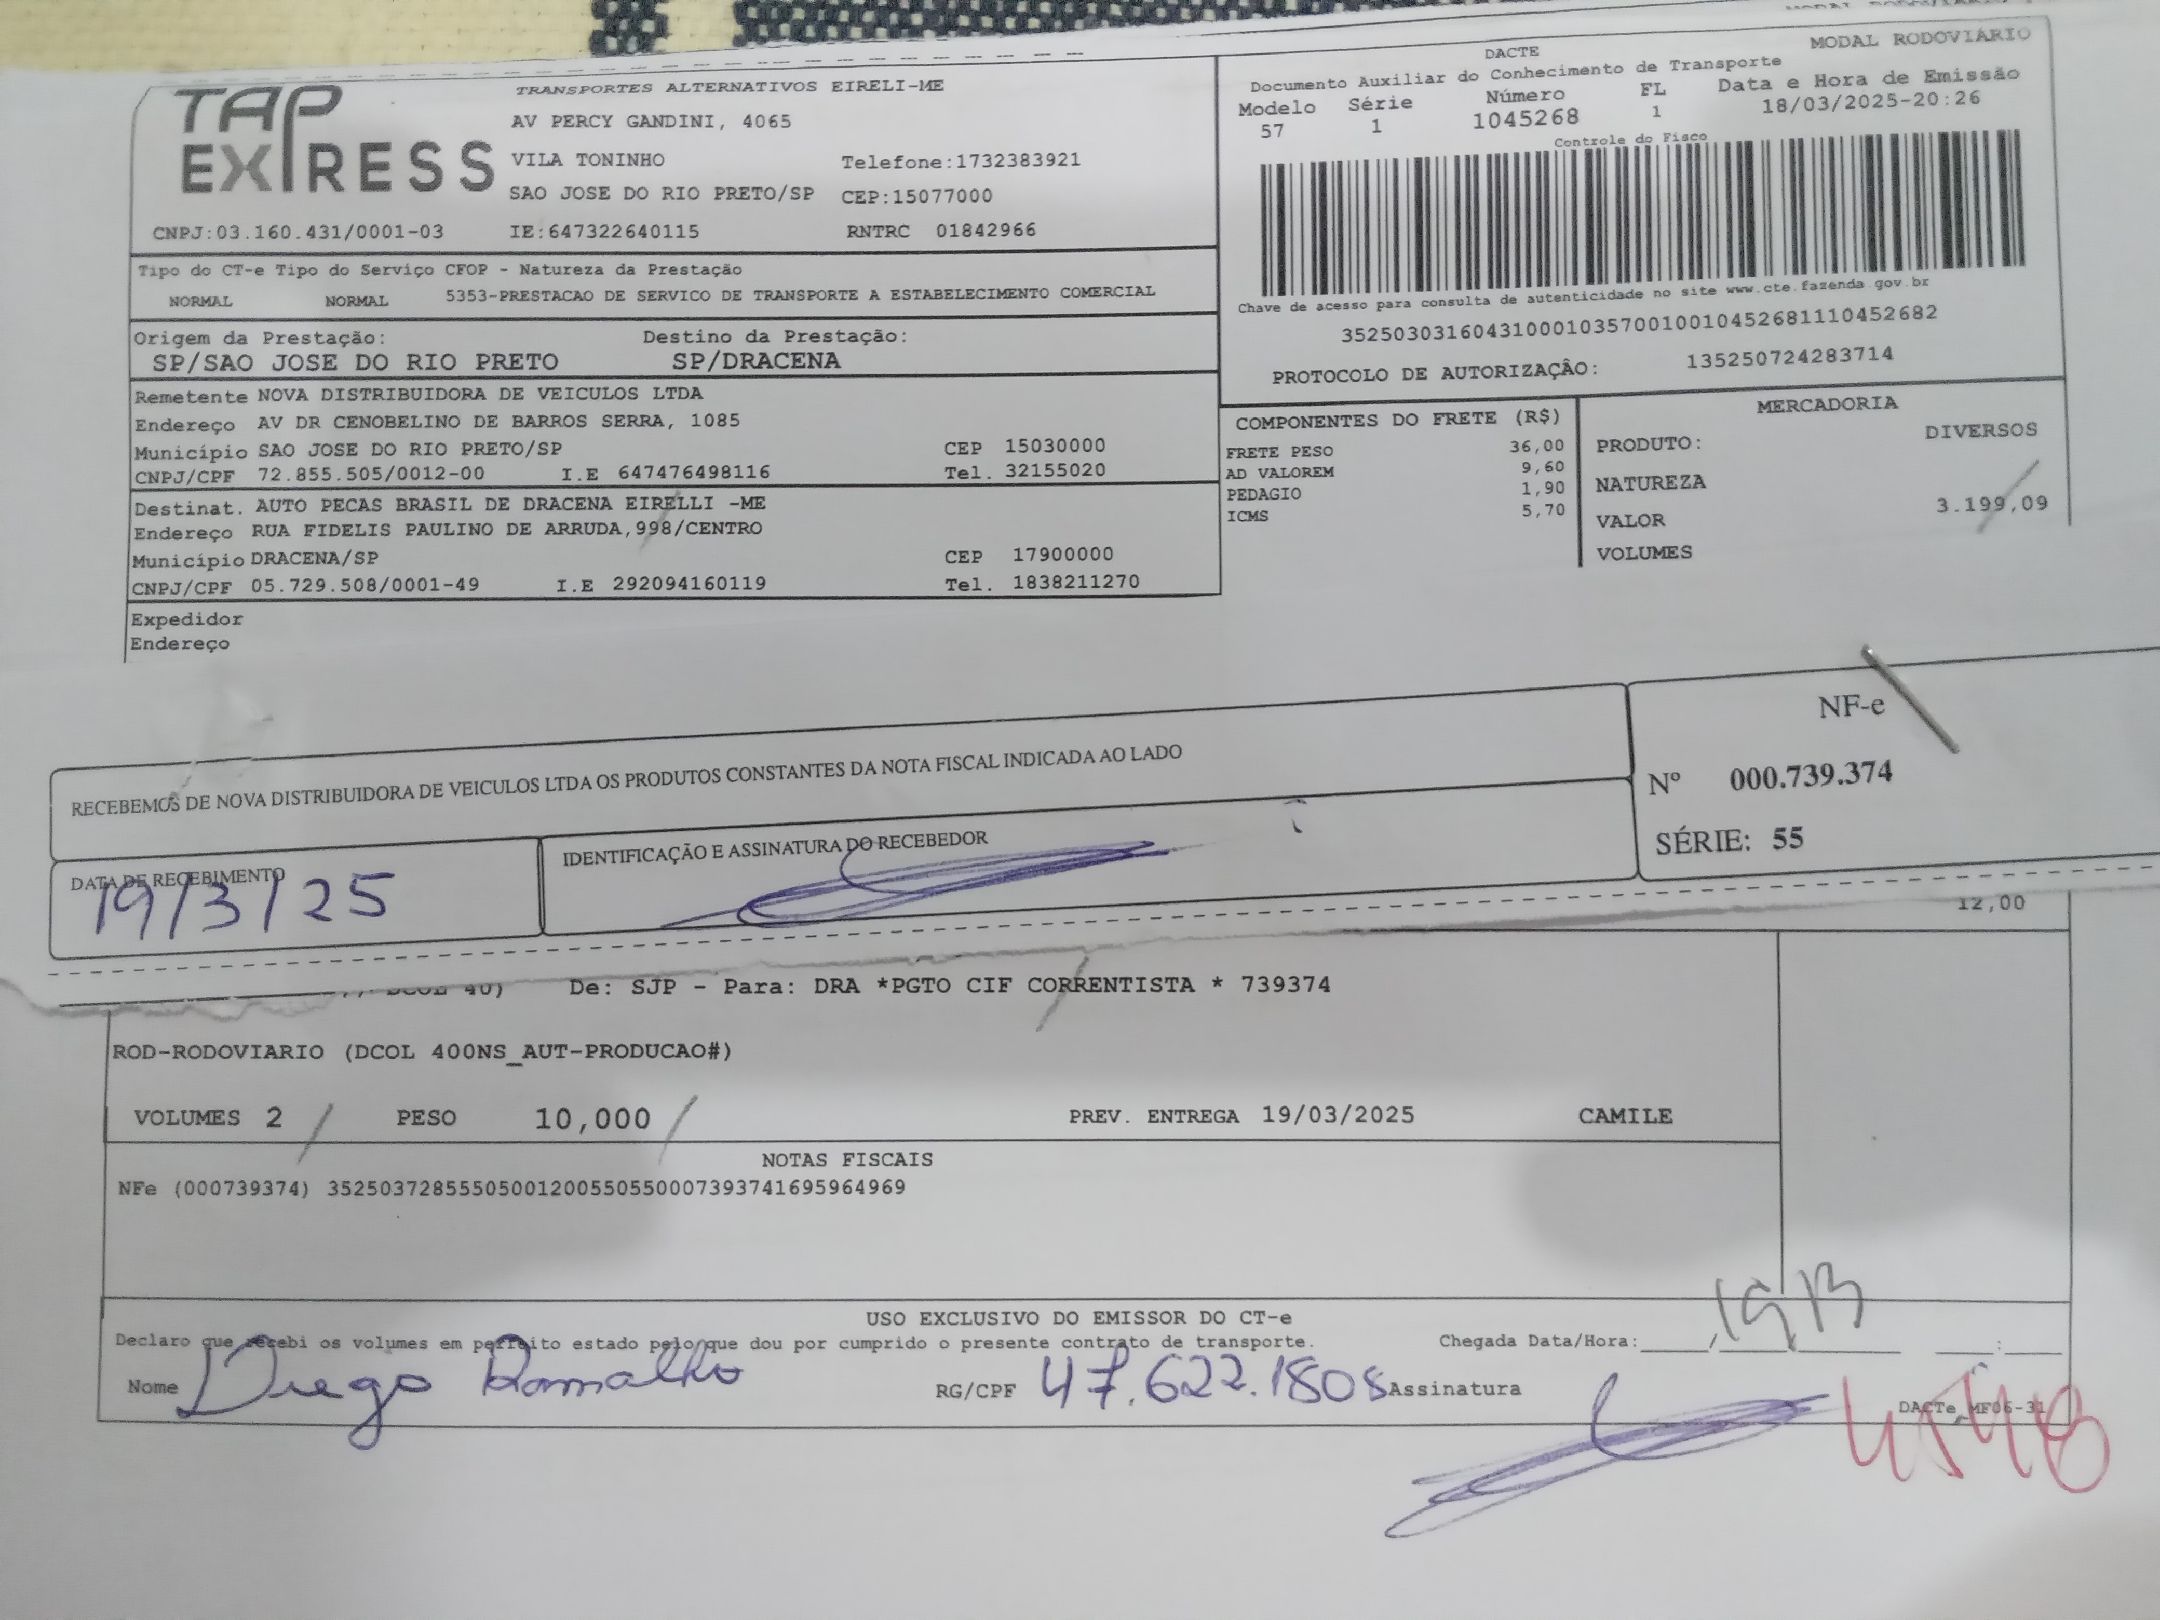 TAP EXPRESS
TRANSPORTES ALTERNATIVOS EIRELI-ME
AV PERCY GANDINI, 4065
VILA TONINHO Telefone:1732383921
SAO JOSE DO RIO PRETO/SP CEP:15077000
CNPJ:03.160.431/0001-03 IE:647322640115 RNTRC 01842966
MODAL RODOVIÁRIO
DACTE
Documento Auxiliar do Conhecimento de Transporte
Modelo Série Número FL Data e Hora de Emissão
57 1 1045268 1 18/03/2025-20:26
Controle do Fisco
Chave de acesso para consulta de autenticidade no site www.cte.fazenda.gov.br
35250303160431000103570010010452681110452682
PROTOCOLO DE AUTORIZAÇÂO: 135250724283714
Tipo do CT-e Tipo do Serviço CFOP - Natureza da Prestação
NORMAL NORMAL 5353-PRESTACAO DE SERVICO DE TRANSPORTE A ESTABELECIMENTO COMERCIAL
Origem da Prestação: Destino da Prestação:
SP/SAO JOSE DO RIO PRETO SP/DRACENA
Remetente NOVA DISTRIBUIDORA DE VEICULOS LTDA
Endereço AV DR CENOBELINO DE BARROS SERRA, 1085
Município SAO JOSE DO RIO PRETO/SP CEP 15030000
CNPJ/CPF 72.855.505/0012-00 I.E 647476498116 Tel. 32155020
Destinat. AUTO PECAS BRASIL DE DRACENA EIRELLI -ME
Endereço RUA FIDELIS PAULINO DE ARRUDA,998/CENTRO
Município DRACENA/SP CEP 17900000
CNPJ/CPF 05.729.508/0001-49 I.E 292094160119 Tel. 1838211270
Expedidor
Endereço
COMPONENTES DO FRETE (R$)
FRETE PESO 36,00
AD VALOREM 9,60
PEDAGIO 1,90
ICMS 5,70
MERCADORIA
PRODUTO: DIVERSOS
NATUREZA
VALOR 3.199,09
VOLUMES
RECEBEMOS DE NOVA DISTRIBUIDORA DE VEICULOS LTDA OS PRODUTOS CONSTANTES DA NOTA FISCAL INDICADA AO LADO
DATA DE RECEBIMENTO
19/3/25
IDENTIFICAÇÃO E ASSINATURA DO RECEBEDOR
NF-e
Nº 000.739.374
SÉRIE: 55
12,00
De: SJP - Para: DRA *PGTO CIF CORRENTISTA * 739374
ROD-RODOVIARIO (DCOL 400NS_AUT-PRODUCAO#)
VOLUMES 2 PESO 10,000 PREV. ENTREGA 19/03/2025 CAMILE
NOTAS FISCAIS
NFe (000739374) 35250372855505001200550550007393741695964969
USO EXCLUSIVO DO EMISSOR DO CT-e
Declaro que recebi os volumes em perfeito estado pelo que dou por cumprido o presente contrato de transporte. Chegada Data/Hora:
Nome Diego Ramalho RG/CPF 47.622.1808 Assinatura
DACTe MF06-31